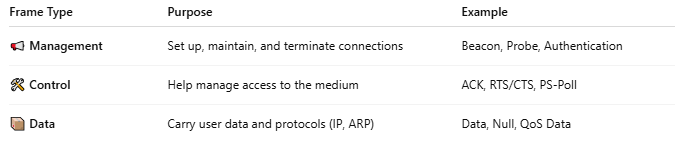 Frame Type Purpose Example
📢 Management Set up, maintain, and terminate connections Beacon, Probe, Authentication
🛠 Control Help manage access to the medium ACK, RTS/CTS, PS-Poll
📦 Data Carry user data and protocols (IP, ARP) Data, Null, QoS Data